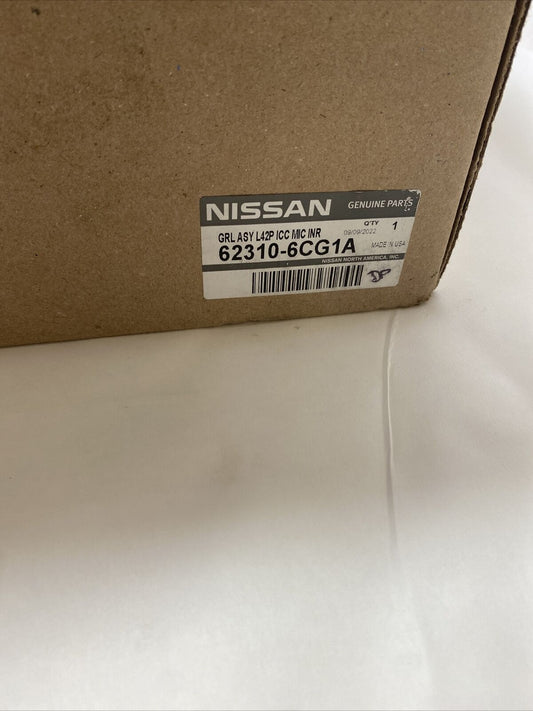 NISSAN GENUINE PARTS
GRL ASY L42P ICC MIC INR 09/09/2022 Q'TY 1
62310-6CG1A MADE IN USA
NISSAN NORTH AMERICA, INC.